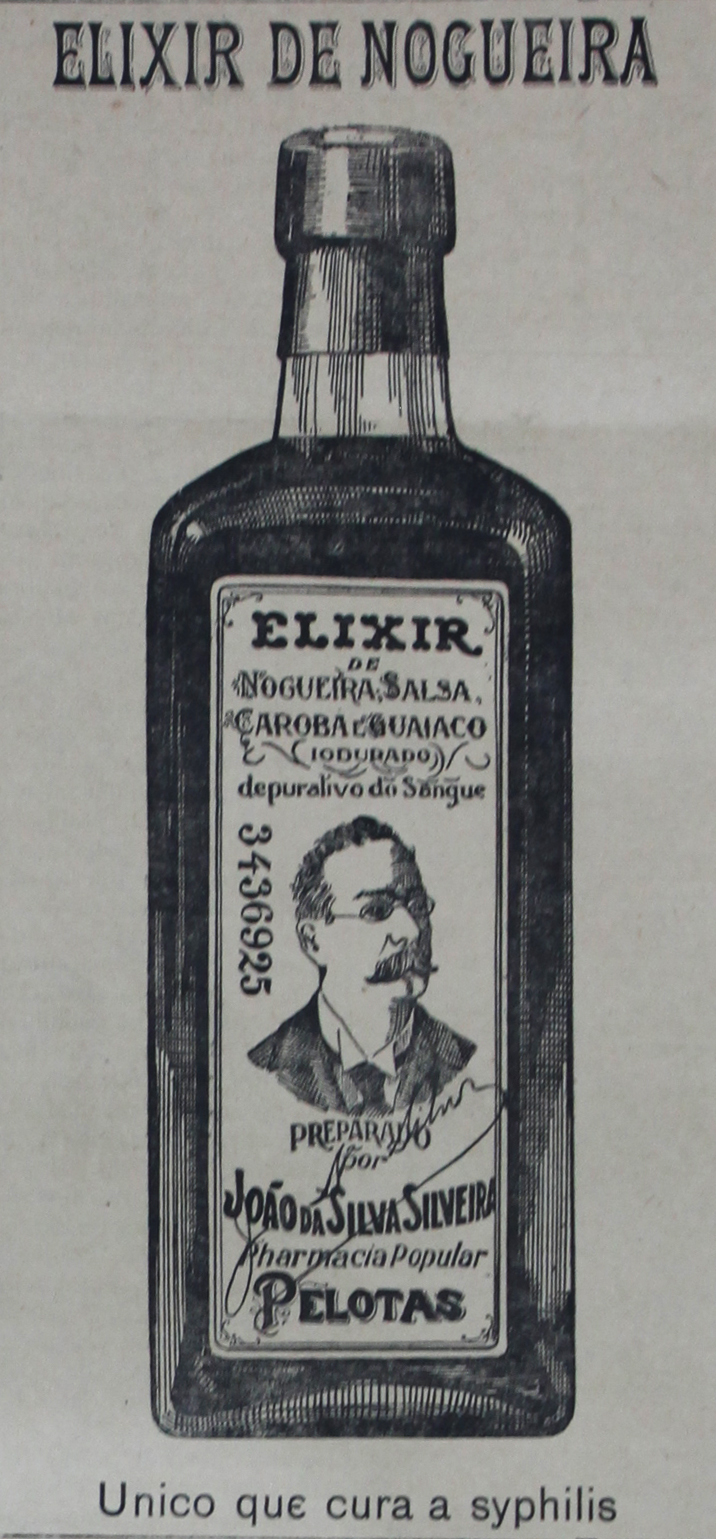 ELIXIR DE NOGUEIRA
ELIXIR
DE
NOGUEIRA, SALSA,
CAROBA E GUAIACO
(IODURADO)
depurativo do Sangue
3436925
PREPARADO
por
JOÃO DA SILVA SILVEIRA
Pharmacia Popular
PELOTAS
Unico que cura a syphilis